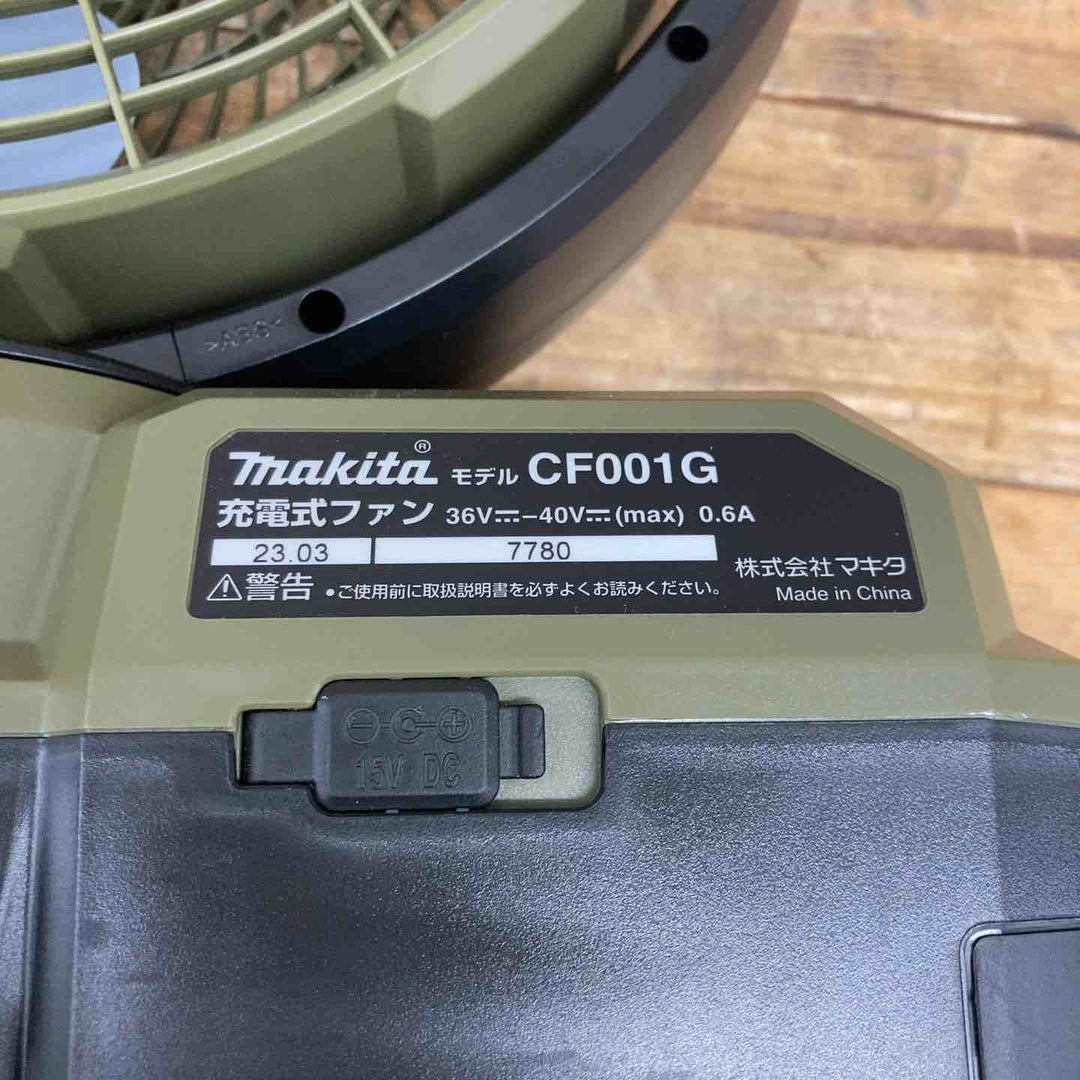 >ABS<
makita® モデル CF001G
充電式ファン 36V⎓–40V⎓(max) 0.6A
23.03 7780
株式会社マキタ
⚠警告 •ご使用前に取扱説明書を必ずよくお読みください。
Made in China
15V DC